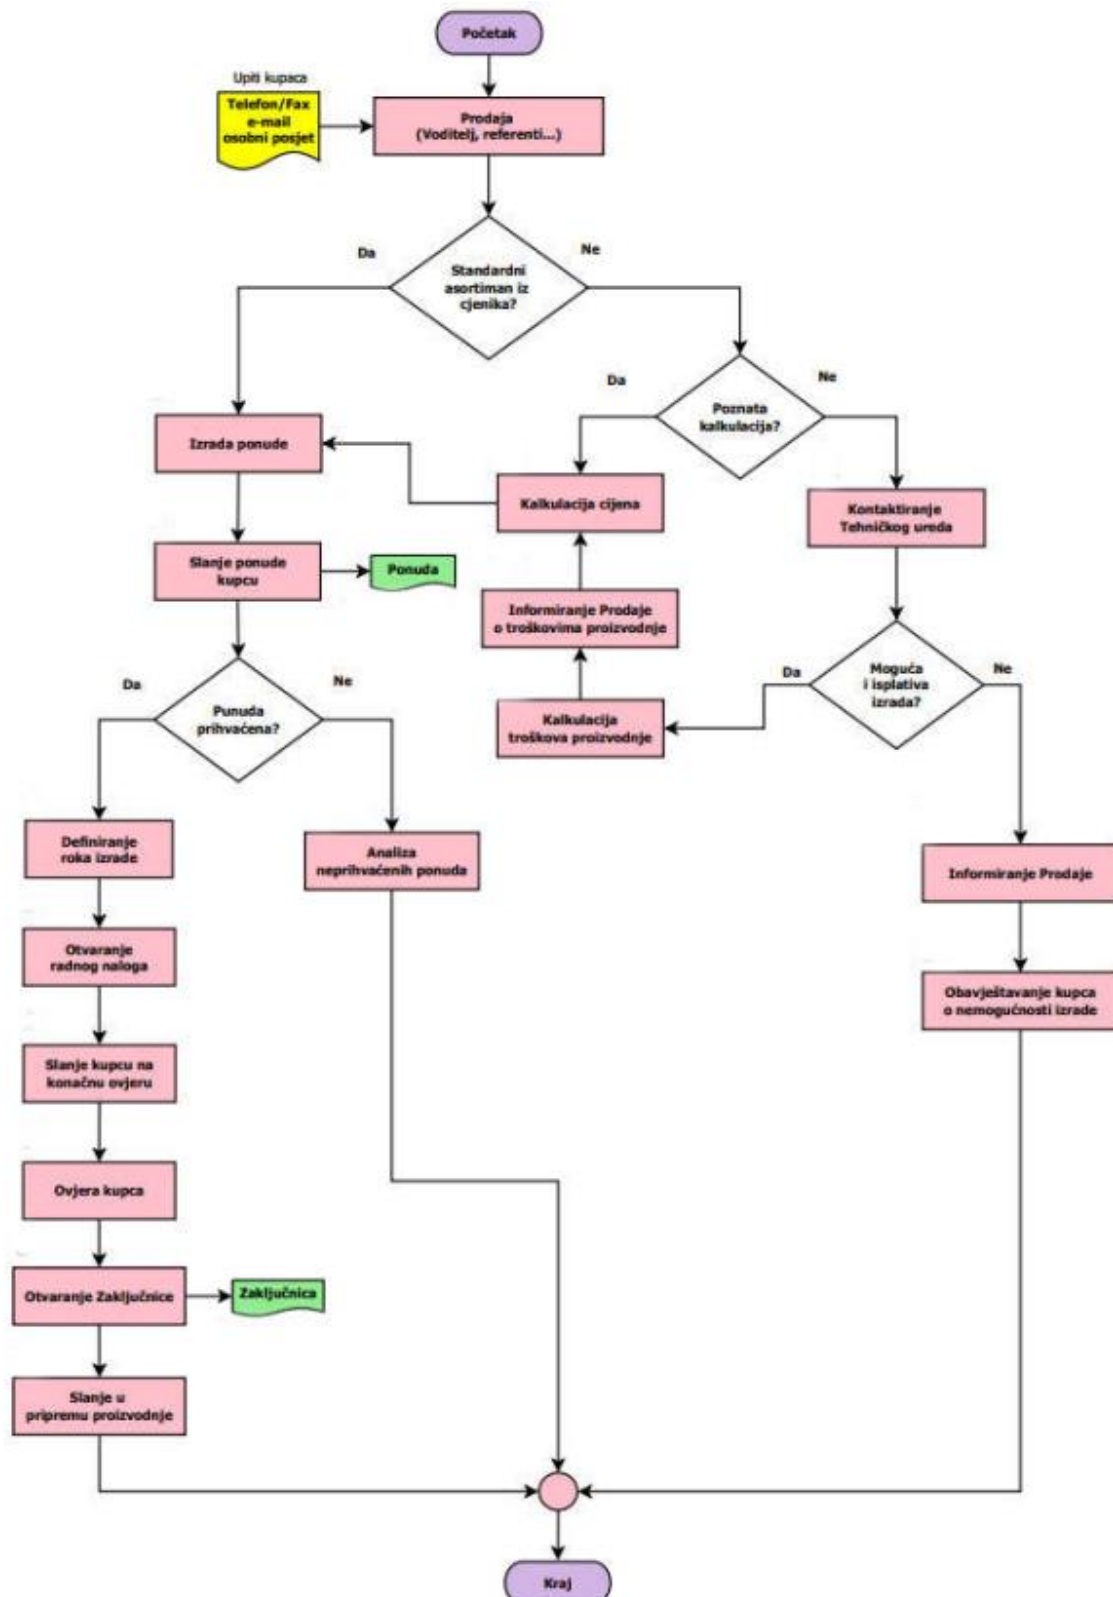 Početak
Upiti kupaca
Telefon/Fax
e-mail
osobni posjet
Prodaja
(Voditelj, referenti...)
Da
Ne
Standardni
asortiman iz
cjenika?
Da
Ne
Poznata
kalkulacija?
Izrada ponude
Kalkulacija cijena
Kontaktiranje
Tehničkog ureda
Slanje ponude
kupcu
Ponuda
Informiranje Prodaje
o troškovima proizvodnje
Da
Ne
Moguća
i isplativa
izrada?
Da
Ne
Punuda
prihvaćena?
Kalkulacija
troškova proizvodnje
Definiranje
roka izrade
Analiza
neprihvaćenih ponuda
Informiranje Prodaje
Otvaranje
radnog naloga
Obavještavanje kupca
o nemogućnosti izrade
Slanje kupcu na
konačnu ovjeru
Ovjera kupca
Otvaranje Zaključnice
Zaključnica
Slanje u
pripremu proizvodnje
Kraj